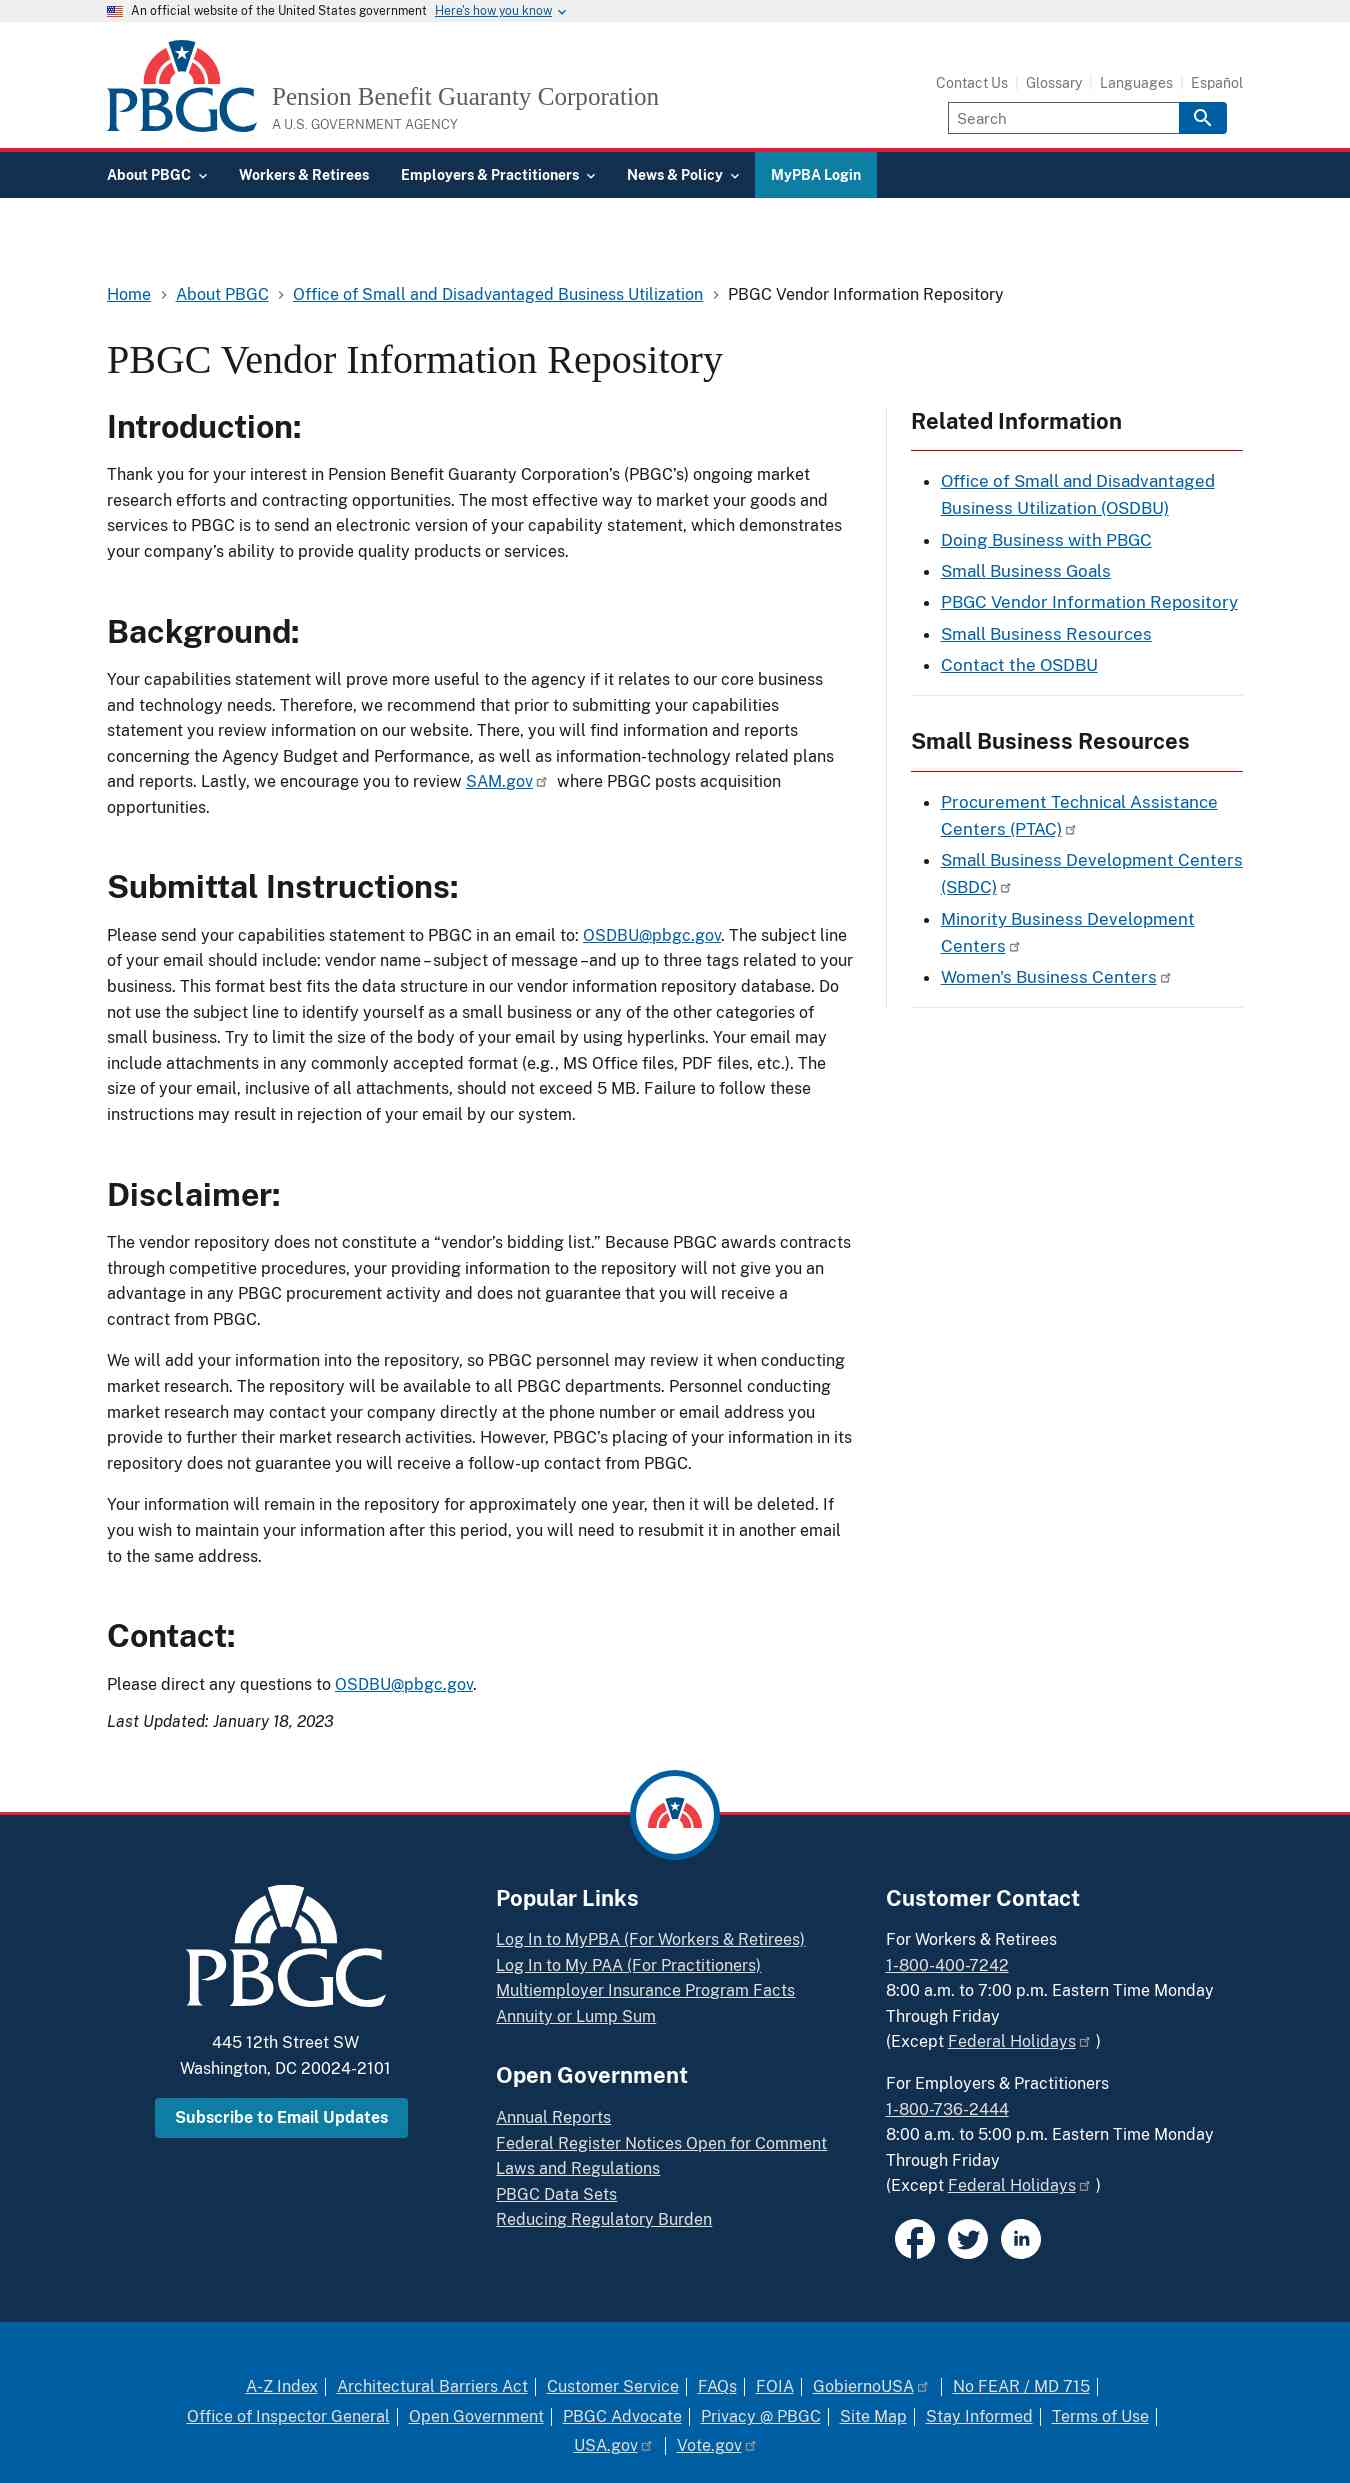 An official website of the United States government Here's how you know
PBGC
Pension Benefit Guaranty Corporation
A U.S. GOVERNMENT AGENCY
Contact Us Glossary Languages Español
Search
About PBGC Workers & Retirees Employers & Practitioners News & Policy MyPBA Login
Home About PBGC Office of Small and Disadvantaged Business Utilization PBGC Vendor Information Repository
PBGC Vendor Information Repository
Introduction:
Thank you for your interest in Pension Benefit Guaranty Corporation’s (PBGC’s) ongoing market
research efforts and contracting opportunities. The most effective way to market your goods and
services to PBGC is to send an electronic version of your capability statement, which demonstrates
your company’s ability to provide quality products or services.
Background:
Your capabilities statement will prove more useful to the agency if it relates to our core business
and technology needs. Therefore, we recommend that prior to submitting your capabilities
statement you review information on our website. There, you will find information and reports
concerning the Agency Budget and Performance, as well as information-technology related plans
and reports. Lastly, we encourage you to review SAM.gov where PBGC posts acquisition
opportunities.
Submittal Instructions:
Please send your capabilities statement to PBGC in an email to: OSDBU@pbgc.gov. The subject line
of your email should include: vendor name – subject of message –and up to three tags related to your
business. This format best fits the data structure in our vendor information repository database. Do
not use the subject line to identify yourself as a small business or any of the other categories of
small business. Try to limit the size of the body of your email by using hyperlinks. Your email may
include attachments in any commonly accepted format (e.g., MS Office files, PDF files, etc.). The
size of your email, inclusive of all attachments, should not exceed 5 MB. Failure to follow these
instructions may result in rejection of your email by our system.
Disclaimer:
The vendor repository does not constitute a “vendor’s bidding list.” Because PBGC awards contracts
through competitive procedures, your providing information to the repository will not give you an
advantage in any PBGC procurement activity and does not guarantee that you will receive a
contract from PBGC.
We will add your information into the repository, so PBGC personnel may review it when conducting
market research. The repository will be available to all PBGC departments. Personnel conducting
market research may contact your company directly at the phone number or email address you
provide to further their market research activities. However, PBGC’s placing of your information in its
repository does not guarantee you will receive a follow-up contact from PBGC.
Your information will remain in the repository for approximately one year, then it will be deleted. If
you wish to maintain your information after this period, you will need to resubmit it in another email
to the same address.
Contact:
Please direct any questions to OSDBU@pbgc.gov.
Last Updated: January 18, 2023
Related Information
Office of Small and Disadvantaged
Business Utilization (OSDBU)
Doing Business with PBGC
Small Business Goals
PBGC Vendor Information Repository
Small Business Resources
Contact the OSDBU
Small Business Resources
Procurement Technical Assistance
Centers (PTAC)
Small Business Development Centers
(SBDC)
Minority Business Development
Centers
Women's Business Centers
PBGC
445 12th Street SW
Washington, DC 20024-2101
Subscribe to Email Updates
Popular Links
Log In to MyPBA (For Workers & Retirees)
Log In to My PAA (For Practitioners)
Multiemployer Insurance Program Facts
Annuity or Lump Sum
Open Government
Annual Reports
Federal Register Notices Open for Comment
Laws and Regulations
PBGC Data Sets
Reducing Regulatory Burden
Customer Contact
For Workers & Retirees
1-800-400-7242
8:00 a.m. to 7:00 p.m. Eastern Time Monday
Through Friday
(Except Federal Holidays )
For Employers & Practitioners
1-800-736-2444
8:00 a.m. to 5:00 p.m. Eastern Time Monday
Through Friday
(Except Federal Holidays )
in
A-Z Index Architectural Barriers Act Customer Service FAQs FOIA GobiernoUSA No FEAR / MD 715
Office of Inspector General Open Government PBGC Advocate Privacy @ PBGC Site Map Stay Informed Terms of Use
USA.gov Vote.gov